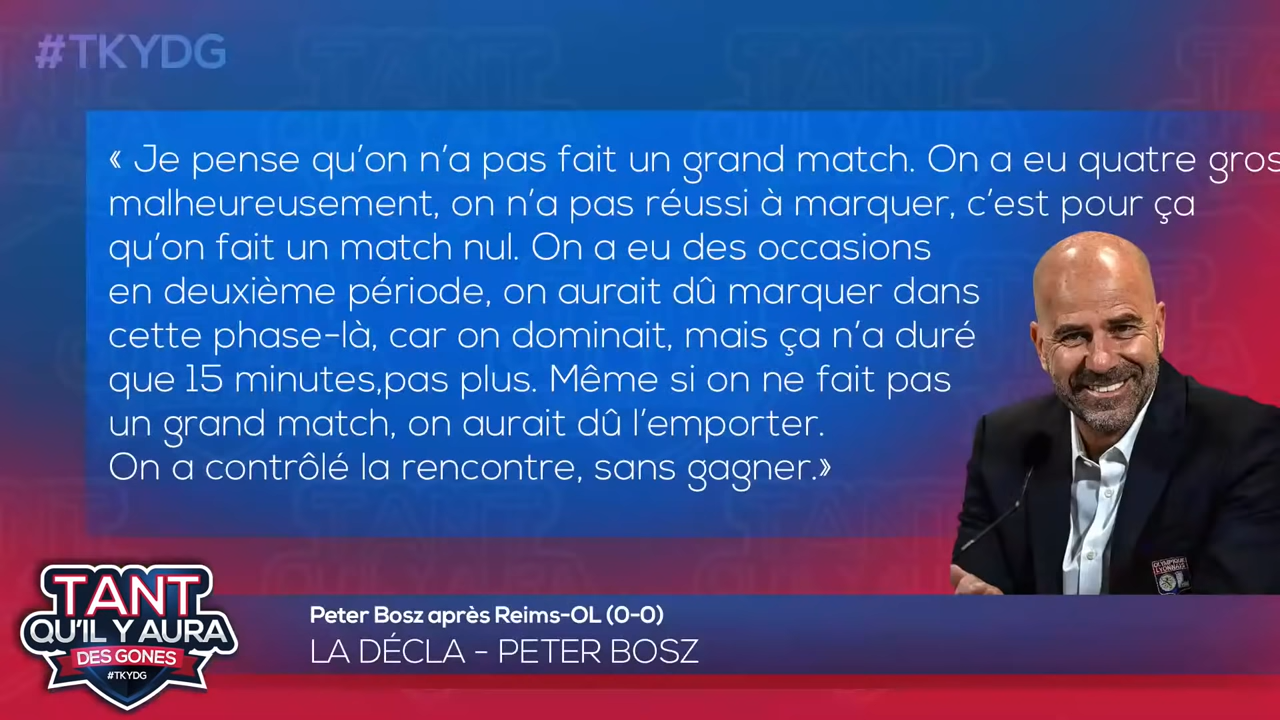 #TKYDG
« Je pense qu'on n'a pas fait un grand match. On a eu quatre gros
malheureusement, on n'a pas réussi à marquer, c'est pour ça
qu'on fait un match nul. On a eu des occasions
en deuxième période, on aurait dû marquer dans
cette phase-là, car on dominait, mais ça n'a duré
que 15 minutes,pas plus. Même si on ne fait pas
un grand match, on aurait dû l'emporter.
On a contrôlé la rencontre, sans gagner.»
OLYMPIQUE
LYONNAIS
TANT
QU'IL Y AURA
DES GONES
#TKYDG
Peter Bosz après Reims-OL (0-0)
LA DÉCLA - PETER BOSZ